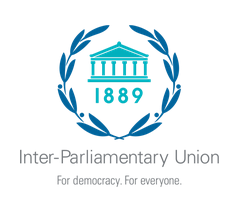 1889
Inter-Parliamentary Union
For democracy. For everyone.